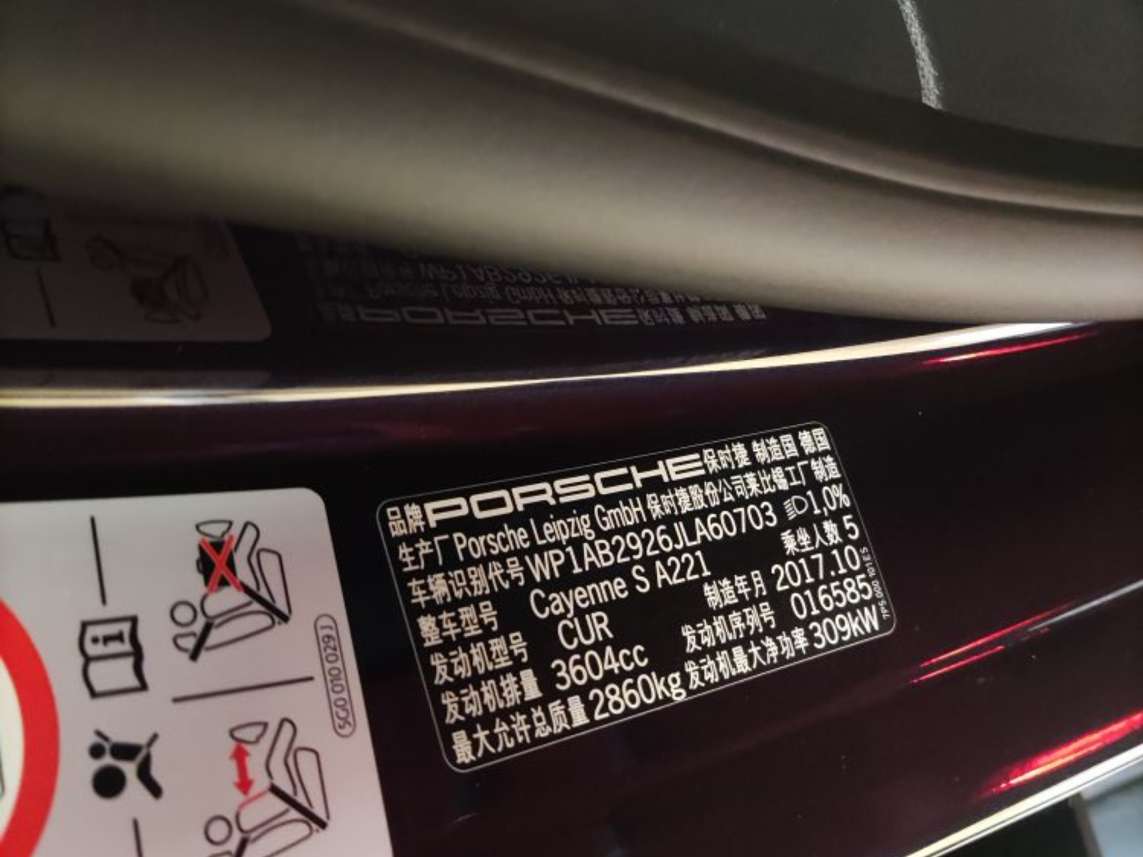 品牌 PORSCHE 保时捷 制造国 德国
生产厂 Porsche Leipzig GmbH 保时捷股份公司莱比锡工厂制造
车辆识别代号 WP1AB2926JLA60703 1,0%
整车型号 Cayenne S A221 乘坐人数 5
发动机型号 CUR 制造年月 2017.10
发动机排量 3604cc 发动机序列号 016585
最大允许总质量 2860kg 发动机最大净功率 309kW
7P5 000 101 ES
5G0 010 029 J